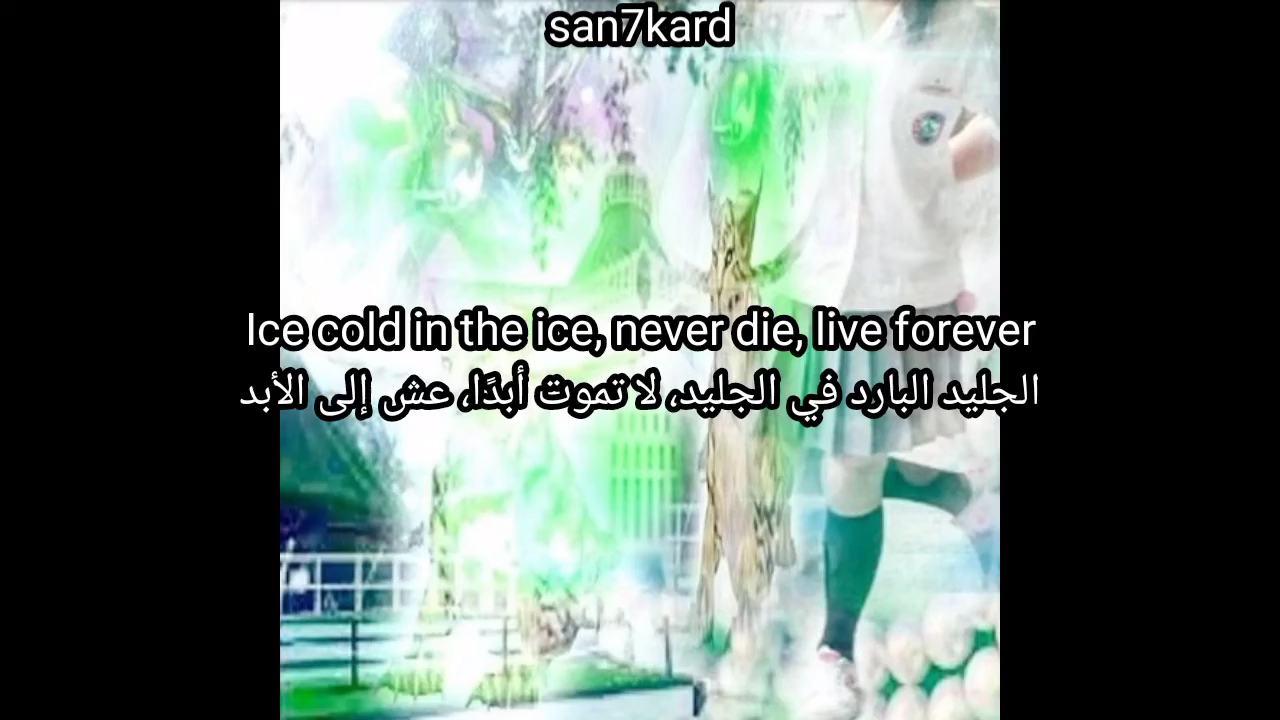 san7kard
Ice cold in the ice, never die, live forever
الجليد البارد في الجليد، لا تموت أبدًا، عش إلى الأبد